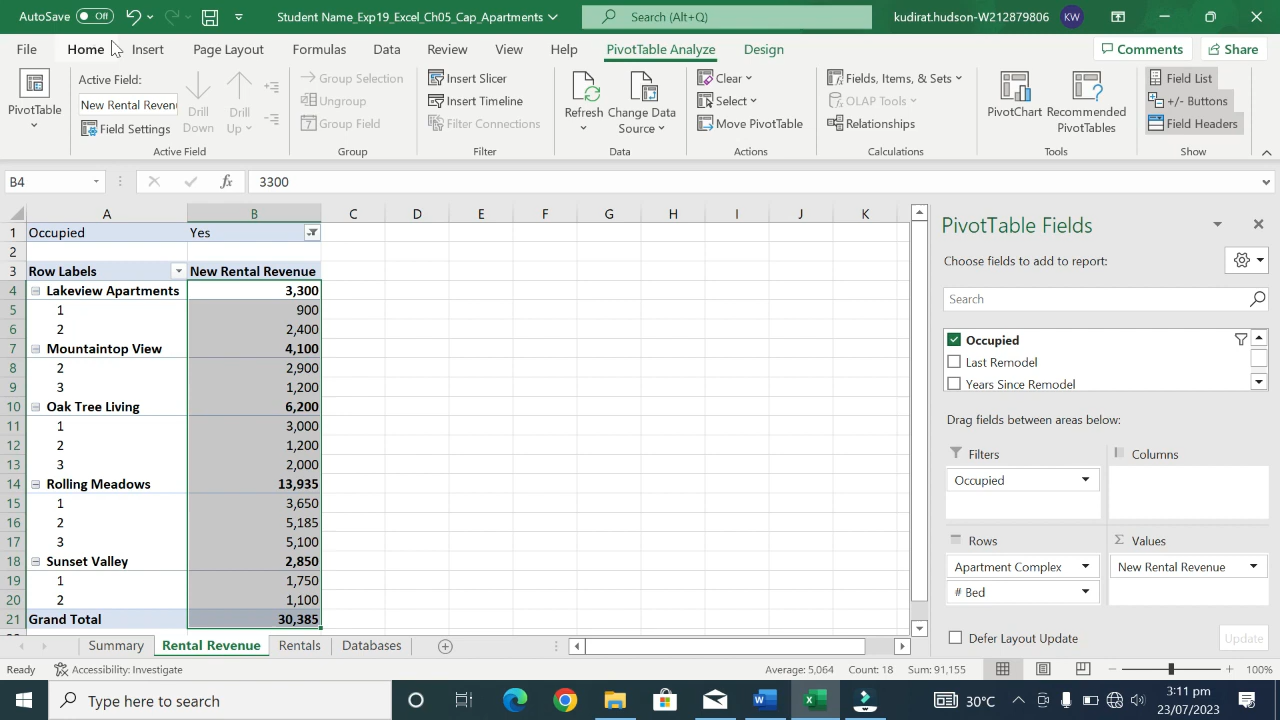 AutoSave Off Student Name_Exp19_Excel_Ch05_Cap_Apartments Search (Alt+Q) kudirat.hudson-W212879806 KW
File Home Insert Page Layout Formulas Data Review View Help PivotTable Analyze Design Comments Share
PivotTable
Active Field:
New Rental Reven
Field Settings
Drill Down
Drill Up
Active Field
Group Selection
Ungroup
Group Field
Group
Insert Slicer
Insert Timeline
Filter Connections
Filter
Refresh
Change Data Source
Data
Clear
Select
Move PivotTable
Actions
Fields, Items, & Sets
OLAP Tools
Relationships
Calculations
PivotChart
Recommended PivotTables
Tools
Field List
+/- Buttons
Field Headers
Show
B4 fx 3300
A B C D E F G H I J K
1 Occupied Yes
2
3 Row Labels New Rental Revenue
4 Lakeview Apartments 3,300
5 1 900
6 2 2,400
7 Mountaintop View 4,100
8 2 2,900
9 3 1,200
10 Oak Tree Living 6,200
11 1 3,000
12 2 1,200
13 3 2,000
14 Rolling Meadows 13,935
15 1 3,650
16 2 5,185
17 3 5,100
18 Sunset Valley 2,850
19 1 1,750
20 2 1,100
21 Grand Total 30,385
PivotTable Fields
Choose fields to add to report:
Search
Occupied
Last Remodel
Years Since Remodel
Drag fields between areas below:
Filters
Occupied
Columns
Rows
Apartment Complex
# Bed
Σ Values
New Rental Revenue
Defer Layout Update Update
Summary Rental Revenue Rentals Databases
Ready Accessibility: Investigate Average: 5,064 Count: 18 Sum: 91,155 100%
Type here to search 30°C 3:11 pm
23/07/2023